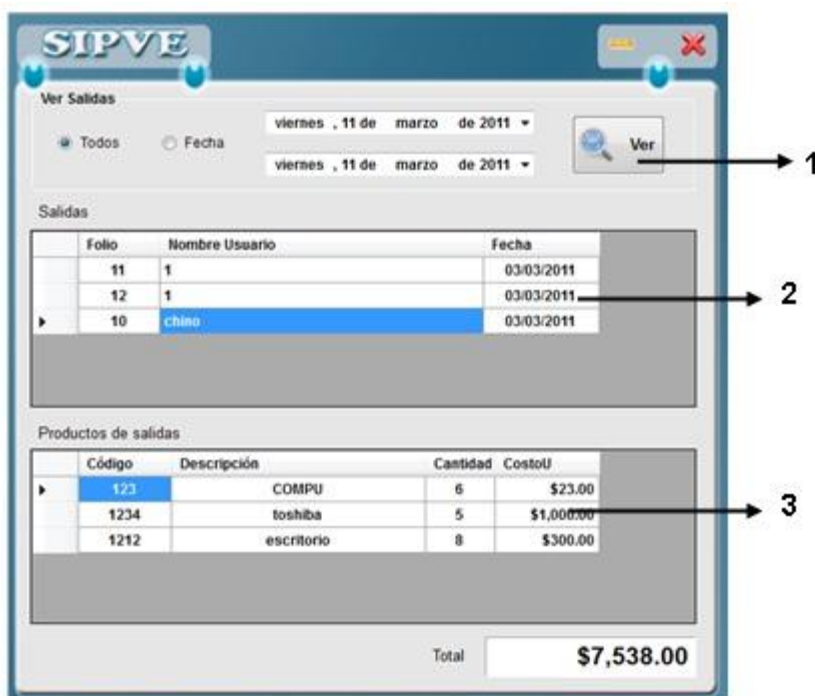 SIPVE
Ver Salidas
Todos
Fecha
viernes , 11 de marzo de 2011
viernes , 11 de marzo de 2011
Ver
1
Salidas
Folio Nombre Usuario Fecha
11 1 03/03/2011
12 1 03/03/2011
10 chino 03/03/2011
2
Productos de salidas
Código Descripción Cantidad CostoU
123 COMPU 6 $23.00
1234 toshiba 5 $1,000.00
1212 escritorio 8 $300.00
3
Total $7,538.00